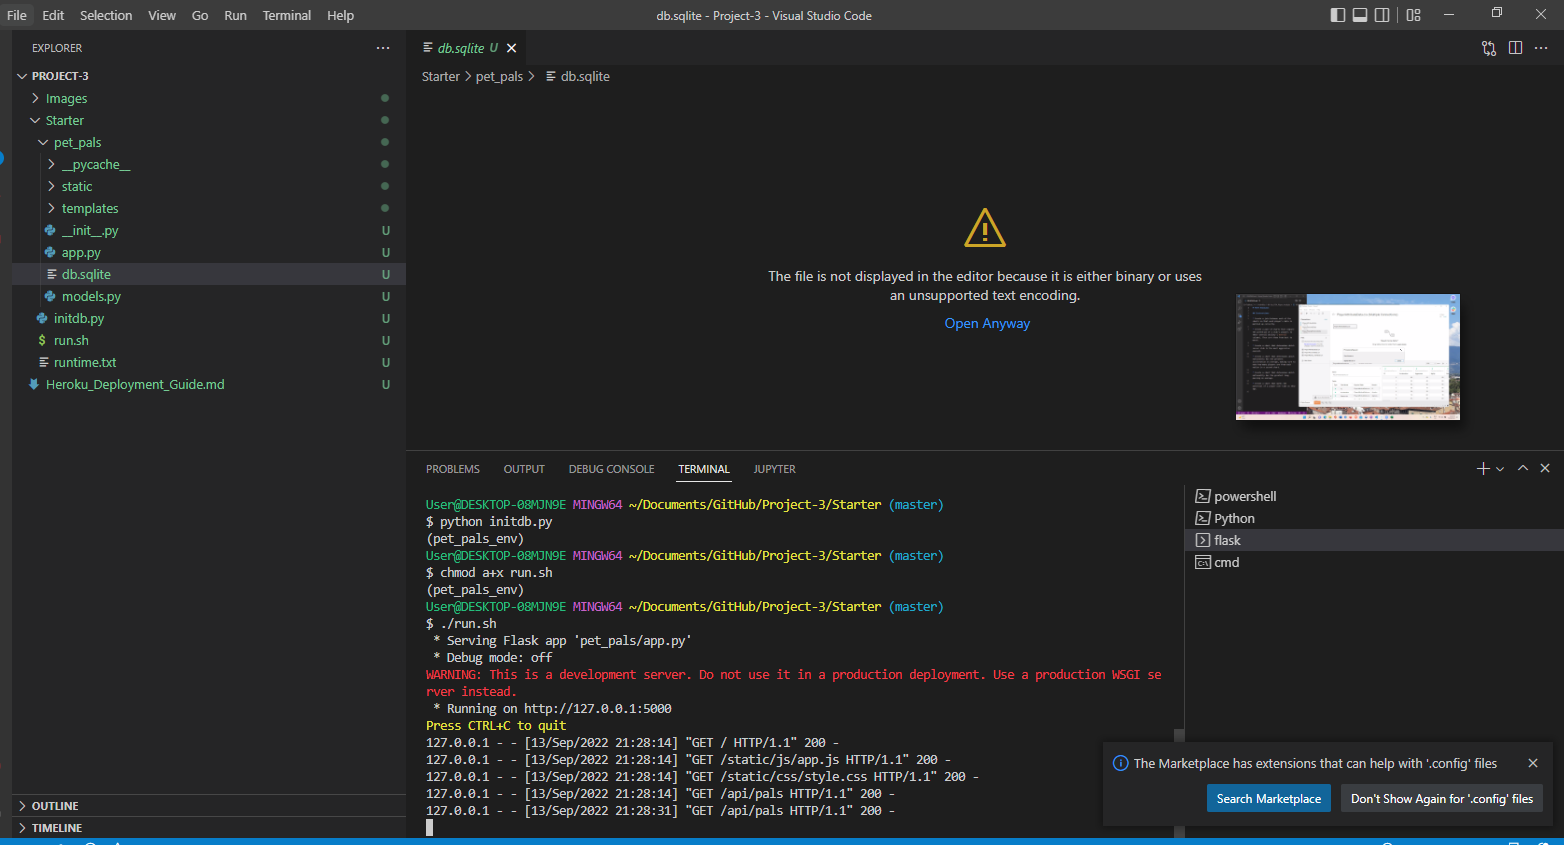 File Edit Selection View Go Run Terminal Help
db.sqlite - Project-3 - Visual Studio Code
EXPLORER
PROJECT-3
Images
Starter
pet_pals
__pycache__
static
templates
__init__.py U
app.py U
db.sqlite U
models.py U
initdb.py U
$ run.sh U
runtime.txt U
Heroku_Deployment_Guide.md U
OUTLINE
TIMELINE
db.sqlite U
Starter > pet_pals > db.sqlite
The file is not displayed in the editor because it is either binary or uses
an unsupported text encoding.
Open Anyway
PROBLEMS OUTPUT DEBUG CONSOLE TERMINAL JUPYTER
User@DESKTOP-08MJN9E MINGW64 ~/Documents/GitHub/Project-3/Starter (master)
$ python initdb.py
(pet_pals_env)
User@DESKTOP-08MJN9E MINGW64 ~/Documents/GitHub/Project-3/Starter (master)
$ chmod a+x run.sh
(pet_pals_env)
User@DESKTOP-08MJN9E MINGW64 ~/Documents/GitHub/Project-3/Starter (master)
$ ./run.sh
* Serving Flask app 'pet_pals/app.py'
* Debug mode: off
WARNING: This is a development server. Do not use it in a production deployment. Use a production WSGI se
rver instead.
* Running on http://127.0.0.1:5000
Press CTRL+C to quit
127.0.0.1 - - [13/Sep/2022 21:28:14] "GET / HTTP/1.1" 200 -
127.0.0.1 - - [13/Sep/2022 21:28:14] "GET /static/js/app.js HTTP/1.1" 200 -
127.0.0.1 - - [13/Sep/2022 21:28:14] "GET /static/css/style.css HTTP/1.1" 200 -
127.0.0.1 - - [13/Sep/2022 21:28:14] "GET /api/pals HTTP/1.1" 200 -
127.0.0.1 - - [13/Sep/2022 21:28:31] "GET /api/pals HTTP/1.1" 200 -
powershell
Python
flask
cmd
The Marketplace has extensions that can help with '.config' files
Search Marketplace
Don't Show Again for '.config' files